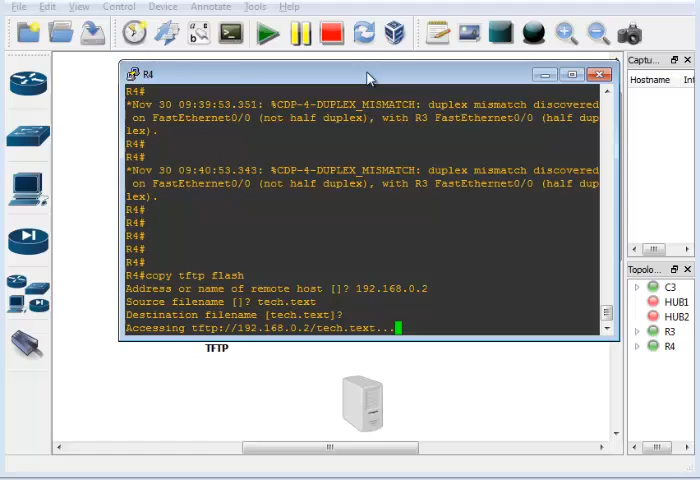 File Edit View Control Device Annotate Tools Help
R4
R4#
*Nov 30 09:39:53.351: %CDP-4-DUPLEX_MISMATCH: duplex mismatch discovered
on FastEthernet0/0 (not half duplex), with R3 FastEthernet0/0 (half dup
lex).
R4#
R4#
*Nov 30 09:40:53.343: %CDP-4-DUPLEX_MISMATCH: duplex mismatch discovered
on FastEthernet0/0 (not half duplex), with R3 FastEthernet0/0 (half dup
lex).
R4#
R4#
R4#
R4#
R4#
R4#copy tftp flash
Address or name of remote host []? 192.168.0.2
Source filename []? tech.text
Destination filename [tech.text]?
Accessing tftp://192.168.0.2/tech.text...
TFTP
Captu...
Hostname Int
Topolo...
C3
HUB1
HUB2
R3
R4